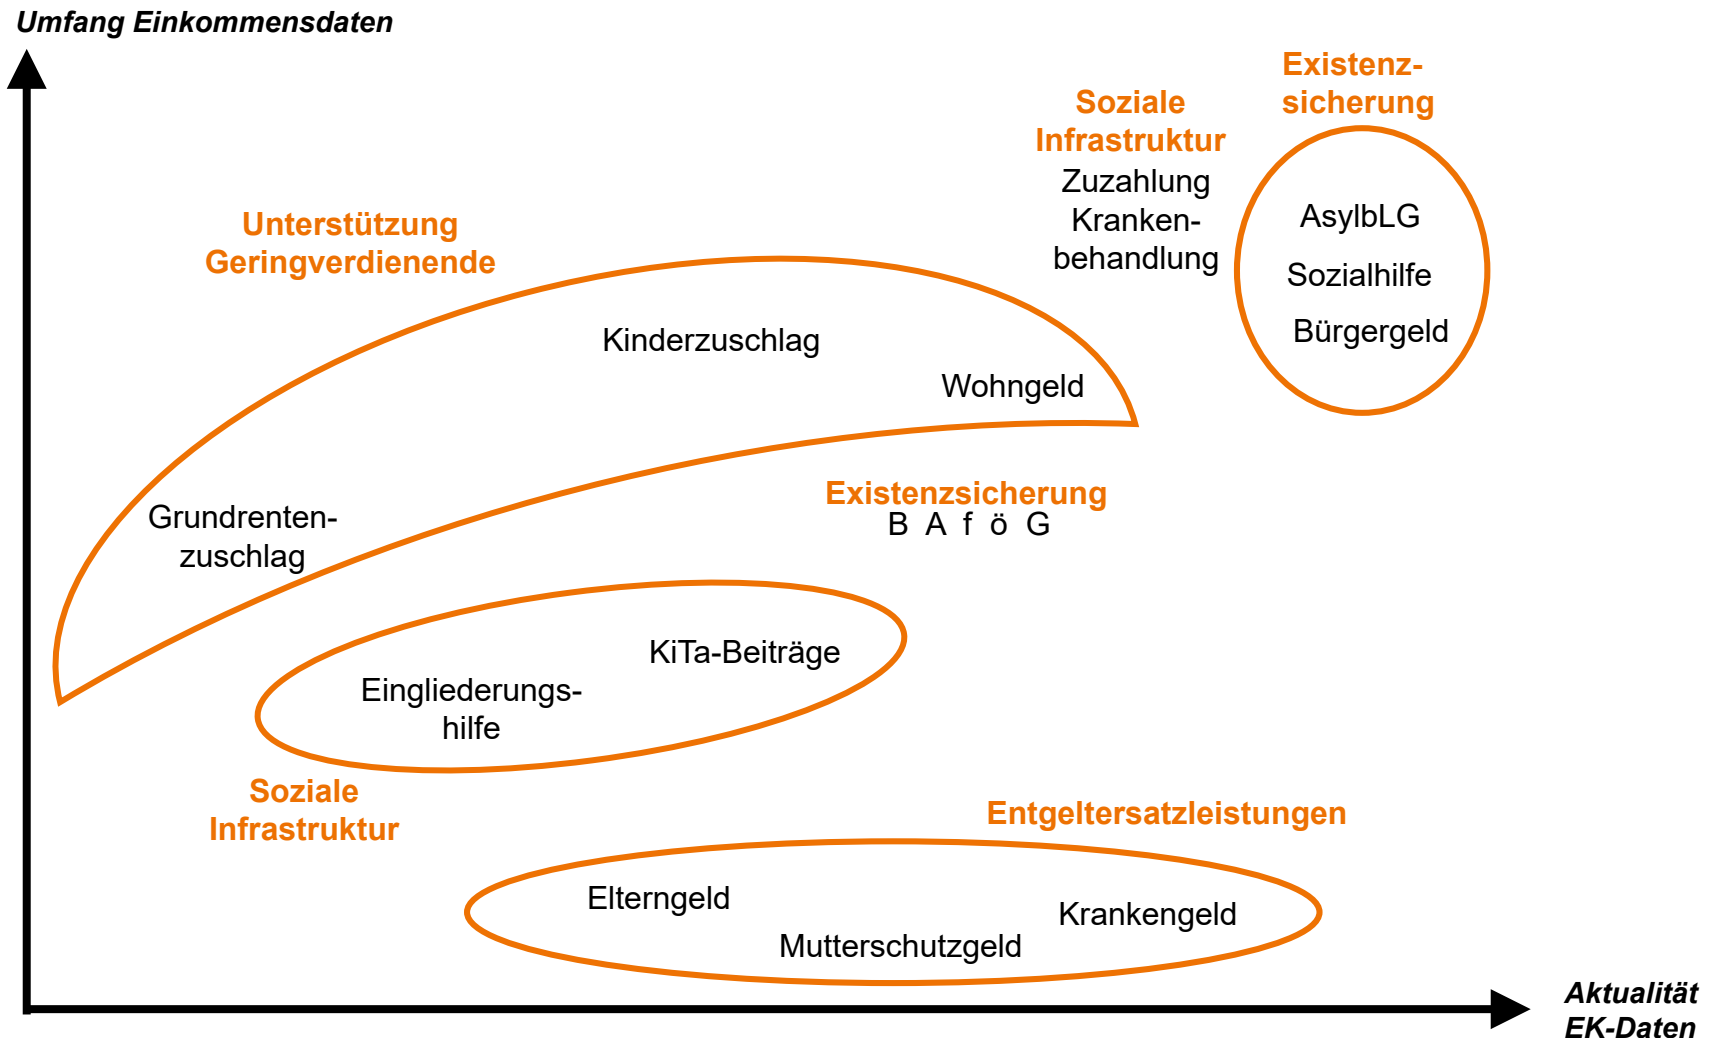 Umfang Einkommensdaten
Existenz-
sicherung
Soziale
Infrastruktur
Zuzahlung
Kranken-
behandlung
AsylbLG
Sozialhilfe
Bürgergeld
Unterstützung
Geringverdienende
Kinderzuschlag
Wohngeld
Grundrenten-
zuschlag
Existenzsicherung
B A f ö G
KiTa-Beiträge
Eingliederungs-
hilfe
Soziale
Infrastruktur
Entgeltersatzleistungen
Elterngeld
Mutterschutzgeld
Krankengeld
Aktualität
EK-Daten